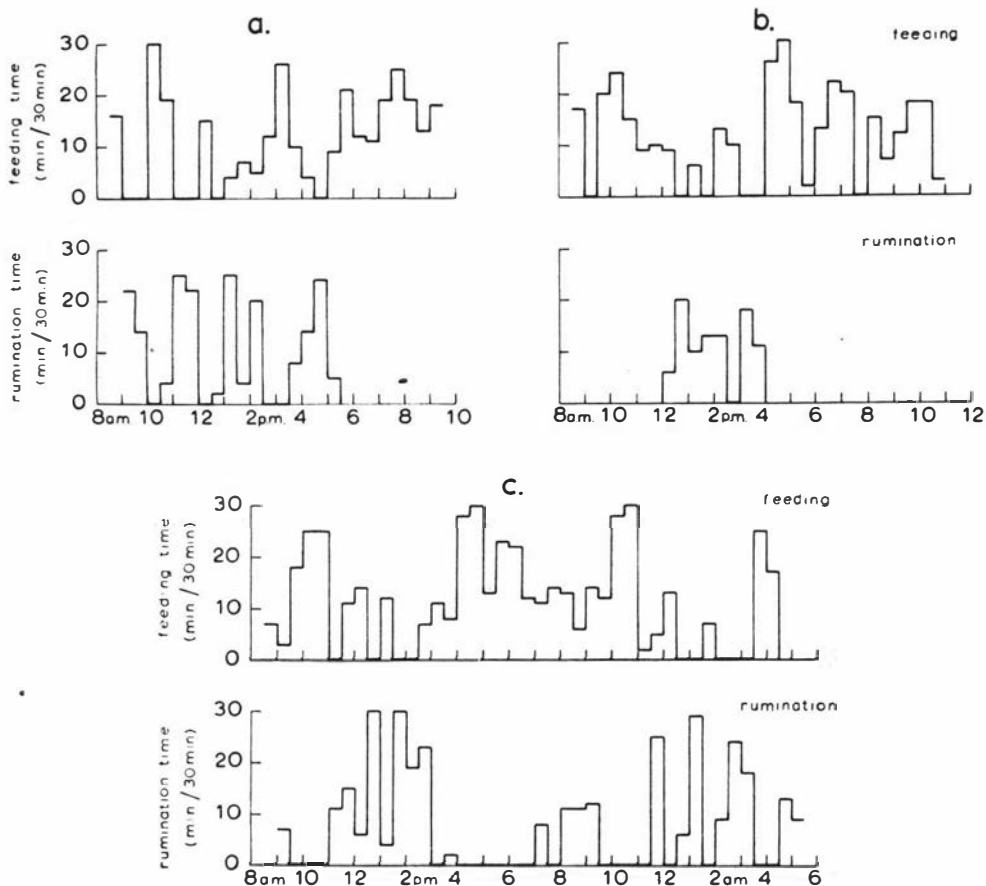 a.
b.
feeding
feeding time
(min/30min)
30
20
10
0
rumination
rumination time
(min/30min)
30
20
10
0
8am. 10 12 2p.m. 4 6 8 10
8am. 10 12 2pm. 4 6 8 10 12
c.
feeding
feeding time
(min/30min)
30
20
10
0
rumination
rumination time
(min/30min)
30
20
10
0
8am 10 12 2pm. 4 6 8 10 12 2am 4 6